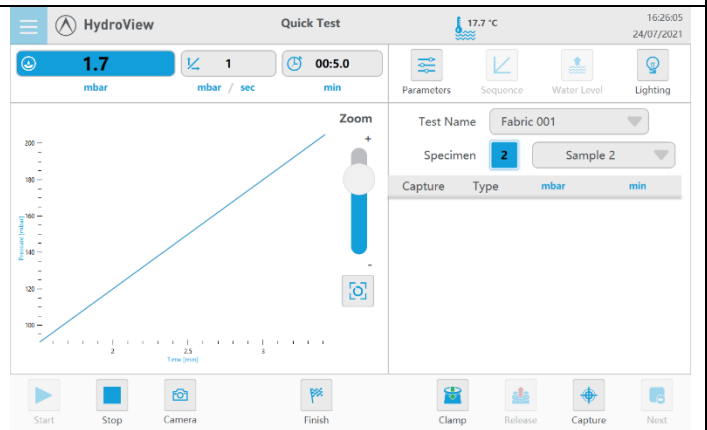 HydroView
Quick Test
17.7 °C
16:26:05
24/07/2021
1.7
1
00:5.0
mbar
mbar / sec
min
Parameters
Sequence
Water Level
Lighting
Zoom
+
-
200
180
160
140
120
100
Pressure [mbar]
2
2.5
3
Time [min]
Test Name
Fabric 001
Specimen
2
Sample 2
Capture
Type
mbar
min
Start
Stop
Camera
Finish
Clamp
Release
Capture
Next